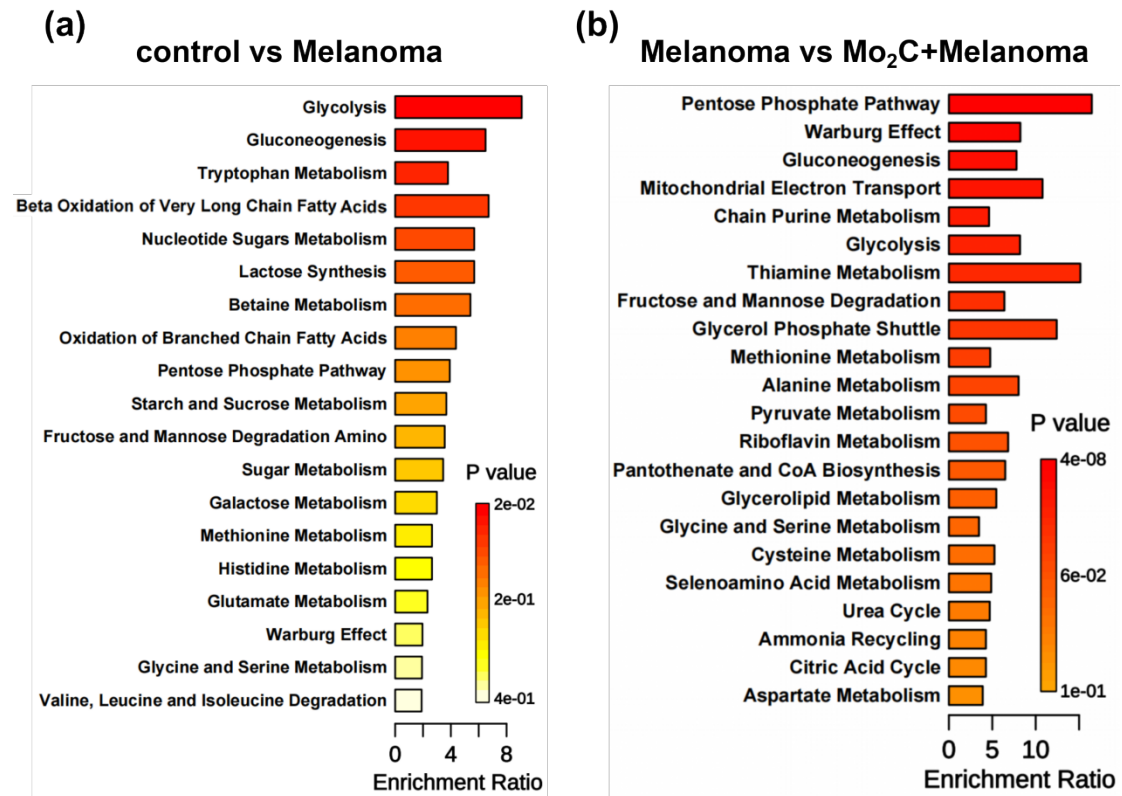 (a)
control vs Melanoma
Glycolysis
Gluconeogenesis
Tryptophan Metabolism
Beta Oxidation of Very Long Chain Fatty Acids
Nucleotide Sugars Metabolism
Lactose Synthesis
Betaine Metabolism
Oxidation of Branched Chain Fatty Acids
Pentose Phosphate Pathway
Starch and Sucrose Metabolism
Fructose and Mannose Degradation Amino
Sugar Metabolism
Galactose Metabolism
Methionine Metabolism
Histidine Metabolism
Glutamate Metabolism
Warburg Effect
Glycine and Serine Metabolism
Valine, Leucine and Isoleucine Degradation
P value
2e-02
2e-01
4e-01
0 4 8
Enrichment Ratio
(b)
Melanoma vs Mo₂C+Melanoma
Pentose Phosphate Pathway
Warburg Effect
Gluconeogenesis
Mitochondrial Electron Transport
Chain Purine Metabolism
Glycolysis
Thiamine Metabolism
Fructose and Mannose Degradation
Glycerol Phosphate Shuttle
Methionine Metabolism
Alanine Metabolism
Pyruvate Metabolism
Riboflavin Metabolism
Pantothenate and CoA Biosynthesis
Glycerolipid Metabolism
Glycine and Serine Metabolism
Cysteine Metabolism
Selenoamino Acid Metabolism
Urea Cycle
Ammonia Recycling
Citric Acid Cycle
Aspartate Metabolism
P value
4e-08
6e-02
1e-01
0 5 10
Enrichment Ratio